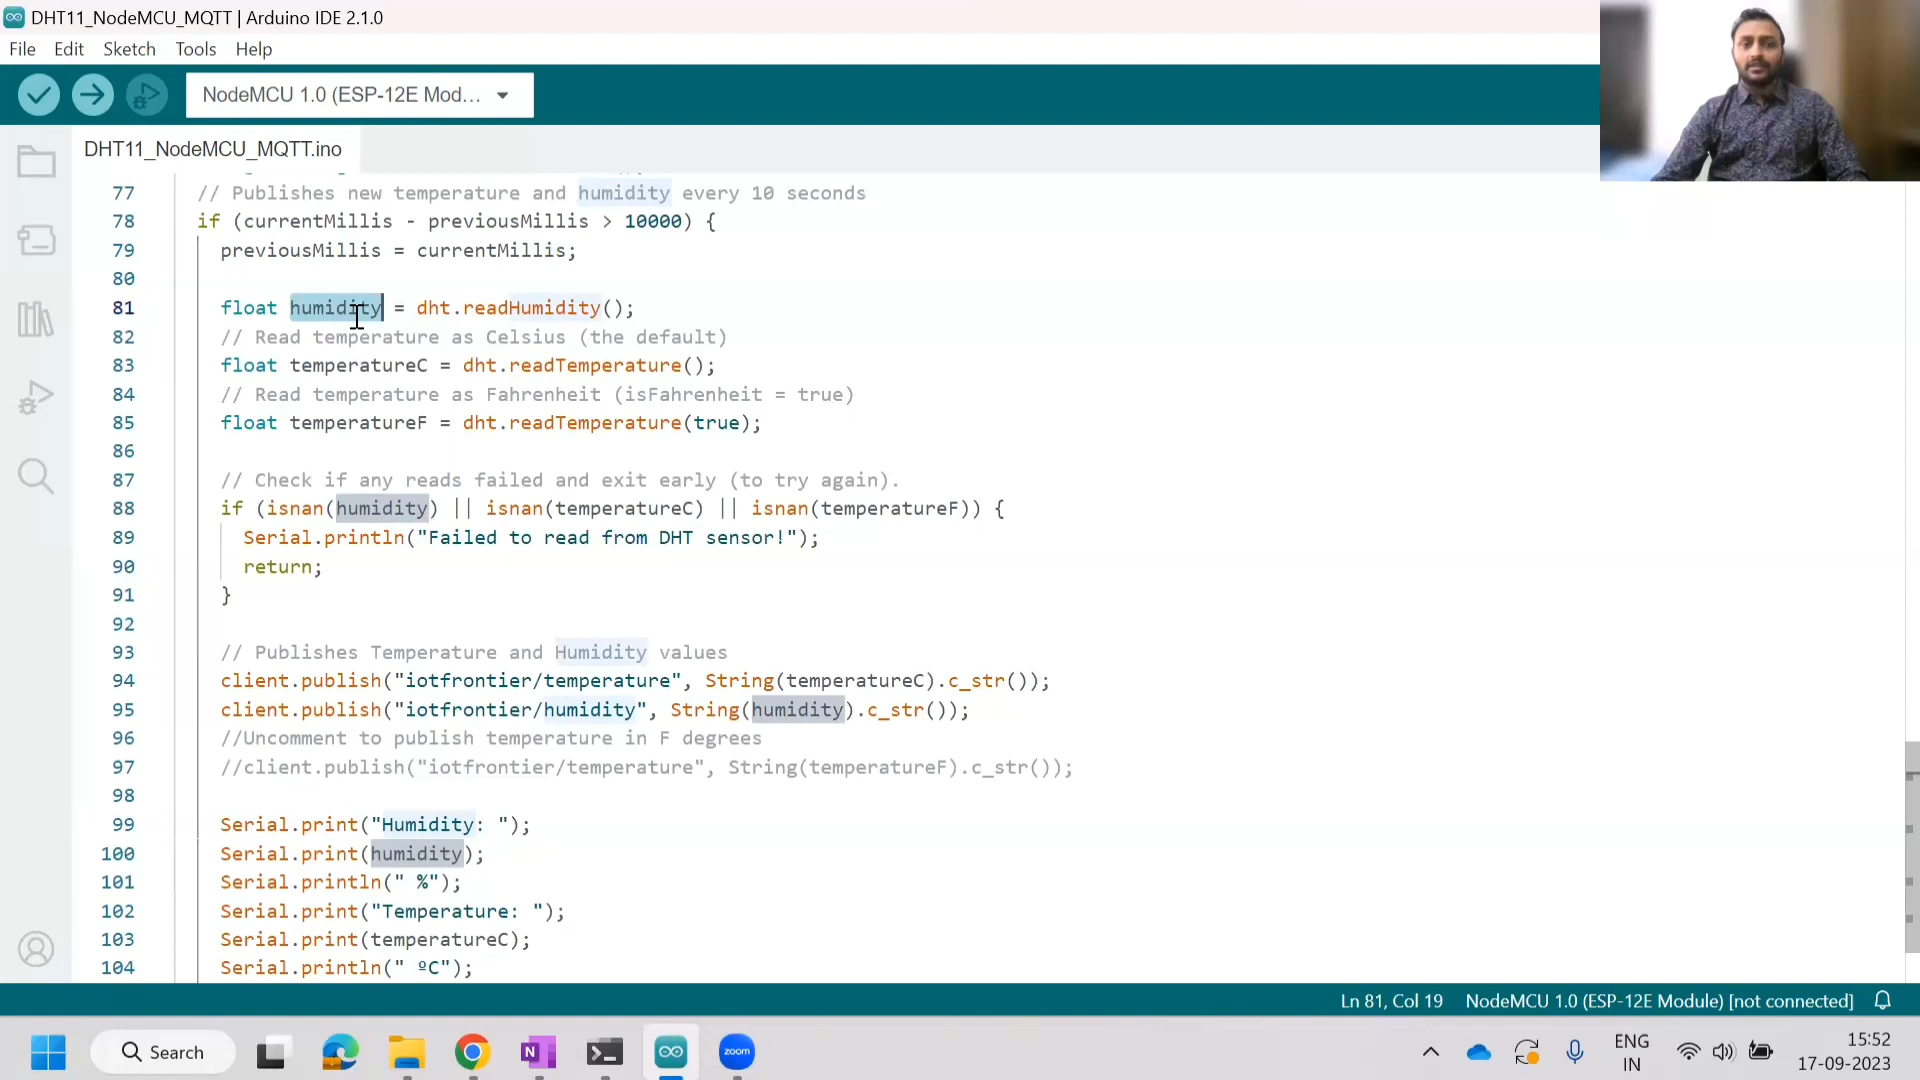 DHT11_NodeMCU_MQTT | Arduino IDE 2.1.0
File Edit Sketch Tools Help
NodeMCU 1.0 (ESP-12E Mod...
DHT11_NodeMCU_MQTT.ino
77 // Publishes new temperature and humidity every 10 seconds
78 if (currentMillis - previousMillis > 10000) {
79 previousMillis = currentMillis;
80
81 float humidity = dht.readHumidity();
82 // Read temperature as Celsius (the default)
83 float temperatureC = dht.readTemperature();
84 // Read temperature as Fahrenheit (isFahrenheit = true)
85 float temperatureF = dht.readTemperature(true);
86
87 // Check if any reads failed and exit early (to try again).
88 if (isnan(humidity) || isnan(temperatureC) || isnan(temperatureF)) {
89 Serial.println("Failed to read from DHT sensor!");
90 return;
91 }
92
93 // Publishes Temperature and Humidity values
94 client.publish("iotfrontier/temperature", String(temperatureC).c_str());
95 client.publish("iotfrontier/humidity", String(humidity).c_str());
96 //Uncomment to publish temperature in F degrees
97 //client.publish("iotfrontier/temperature", String(temperatureF).c_str());
98
99 Serial.print("Humidity: ");
100 Serial.print(humidity);
101 Serial.println(" %");
102 Serial.print("Temperature: ");
103 Serial.print(temperatureC);
104 Serial.println(" ºC");
Ln 81, Col 19 NodeMCU 1.0 (ESP-12E Module) [not connected]
Search
N
zoom
ENG
IN
15:52
17-09-2023